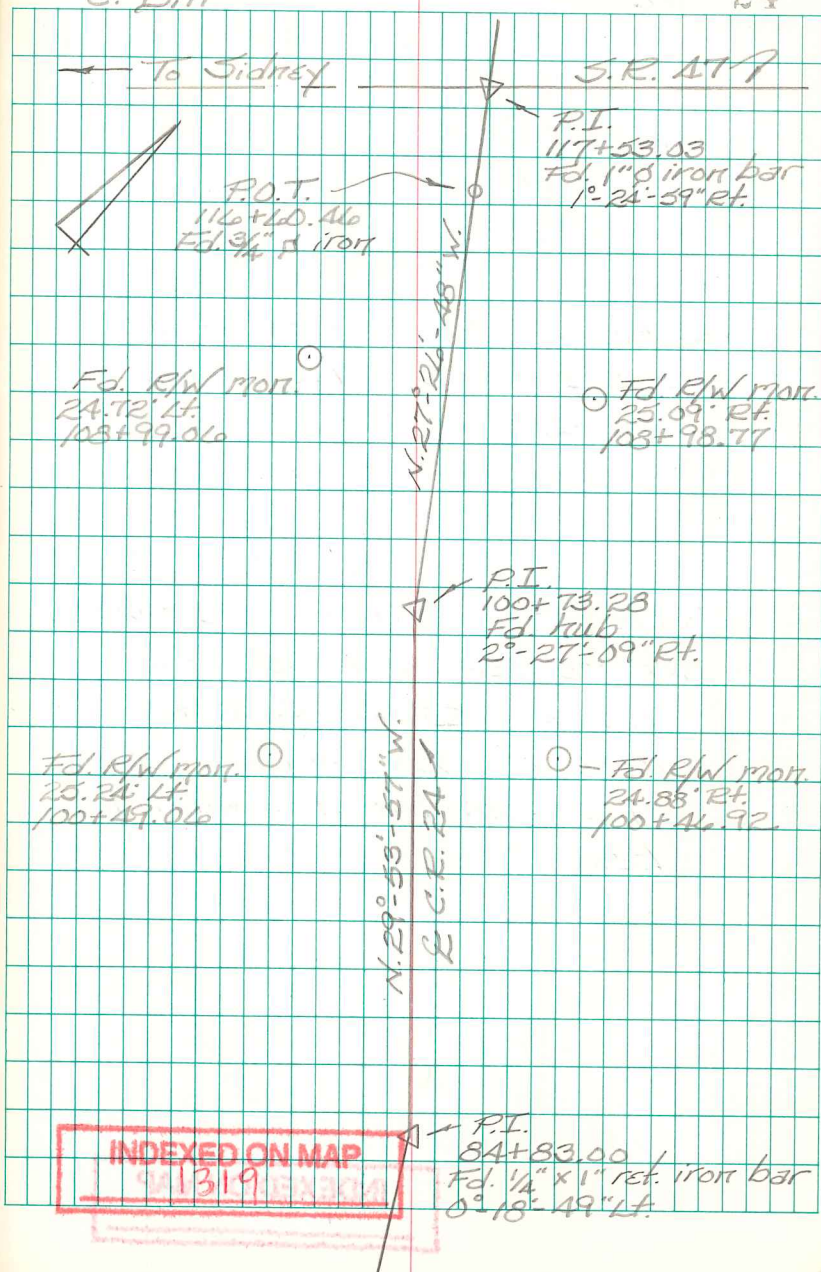 To Sidney
S.R. 47
P.I.
117+53.03
Fd. 1"ø iron bar
1°-24'-59" Rt.
P.O.T.
116+60.46
Fd. 3/4" ø iron
N.27°-26'-48"W.
Fd. R/W mon.
24.72' Lt.
108+99.06
Fd. R/W mon.
25.09' Rt.
108+98.77
P.I.
100+73.28
Fd. hub
2°-27'-09" Rt.
N.29°-53'-57"W.
℄ C.R. 24
Fd. R/W mon.
25.24' Lt.
100+49.06
Fd. R/W mon.
24.88' Rt.
100+46.92
P.I.
84+83.00
Fd. 1/4" x 1" ret. iron bar
0°-18'-49" Lt.
INDEXED ON MAP
1319